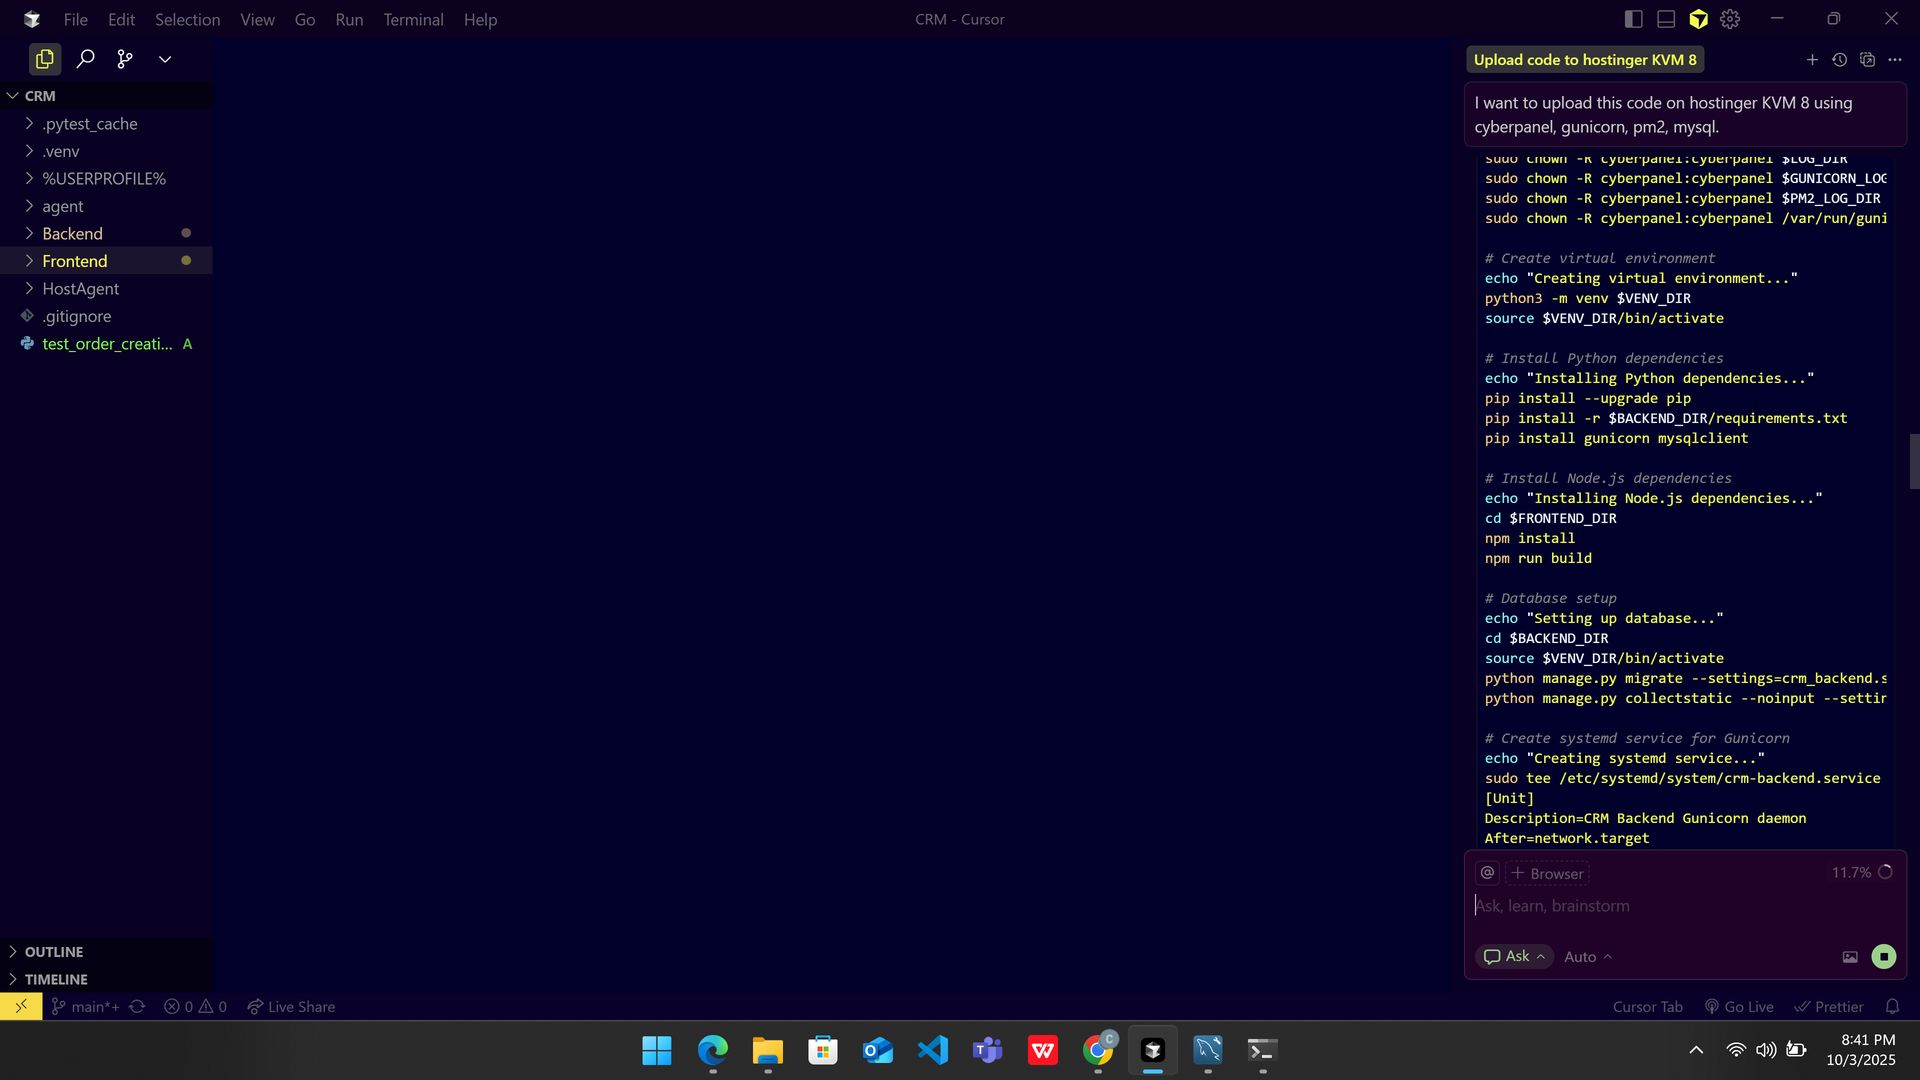 File Edit Selection View Go Run Terminal Help
CRM - Cursor
CRM
.pytest_cache
.venv
%USERPROFILE%
agent
Backend
Frontend
HostAgent
.gitignore
test_order_creati... A
OUTLINE
TIMELINE
Upload code to hostinger KVM 8
I want to upload this code on hostinger KVM 8 using
cyberpanel, gunicorn, pm2, mysql.
sudo chown -R cyberpanel:cyberpanel $LOG_DIR
sudo chown -R cyberpanel:cyberpanel $GUNICORN_LOG
sudo chown -R cyberpanel:cyberpanel $PM2_LOG_DIR
sudo chown -R cyberpanel:cyberpanel /var/run/guni
# Create virtual environment
echo "Creating virtual environment..."
python3 -m venv $VENV_DIR
source $VENV_DIR/bin/activate
# Install Python dependencies
echo "Installing Python dependencies..."
pip install --upgrade pip
pip install -r $BACKEND_DIR/requirements.txt
pip install gunicorn mysqlclient
# Install Node.js dependencies
echo "Installing Node.js dependencies..."
cd $FRONTEND_DIR
npm install
npm run build
# Database setup
echo "Setting up database..."
cd $BACKEND_DIR
source $VENV_DIR/bin/activate
python manage.py migrate --settings=crm_backend.s
python manage.py collectstatic --noinput --settin
# Create systemd service for Gunicorn
echo "Creating systemd service..."
sudo tee /etc/systemd/system/crm-backend.service
[Unit]
Description=CRM Backend Gunicorn daemon
After=network.target
@ + Browser 11.7%
Ask, learn, brainstorm
Ask Auto
main*+ 0 0 Live Share
Cursor Tab Go Live Prettier
8:41 PM
10/3/2025